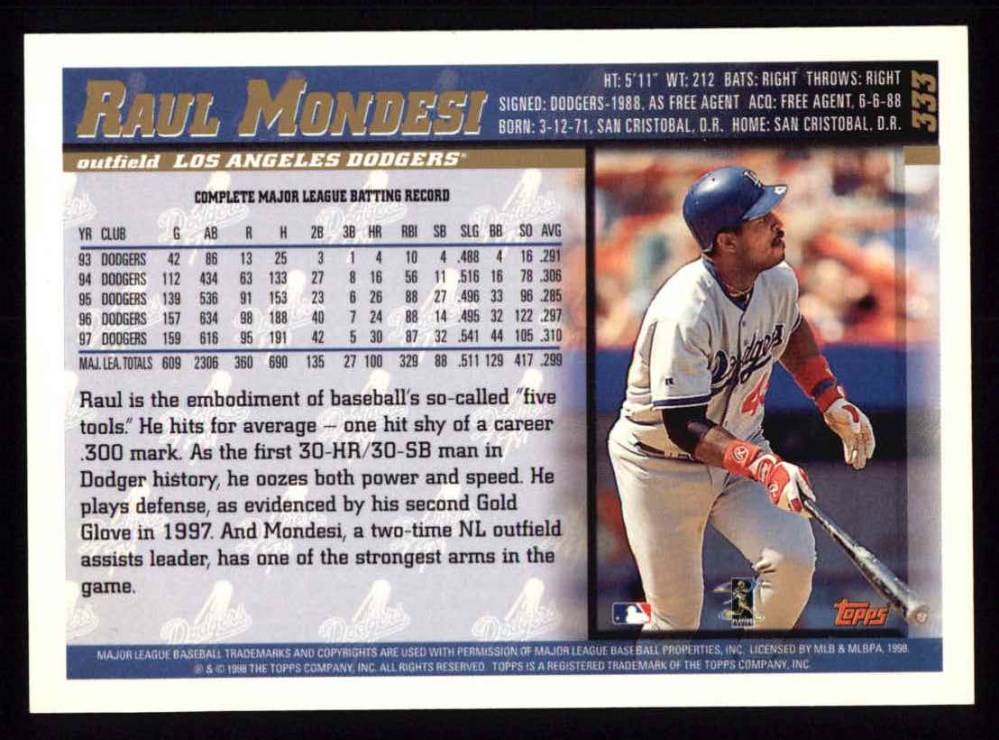 RAUL MONDESI
HT: 5'11" WT: 212 BATS: RIGHT THROWS: RIGHT
SIGNED: DODGERS-1988, AS FREE AGENT ACQ: FREE AGENT, 6-6-88
BORN: 3-12-71, SAN CRISTOBAL, D.R. HOME: SAN CRISTOBAL, D.R.
333
outfield LOS ANGELES DODGERS
COMPLETE MAJOR LEAGUE BATTING RECORD
YR CLUB G AB R H 2B 3B HR RBI SB SLG BB SO AVG
93 DODGERS 42 86 13 25 3 1 4 10 4 .488 4 16 .291
94 DODGERS 112 434 63 133 27 8 16 56 11 .516 16 78 .306
95 DODGERS 139 536 91 153 23 6 26 88 27 .496 33 96 .285
96 DODGERS 157 634 98 188 40 7 24 88 14 .495 32 122 .297
97 DODGERS 159 616 95 191 42 5 30 87 32 .541 44 105 .310
MAJ. LEA. TOTALS 609 2306 360 690 135 27 100 329 88 .511 129 417 .299
Raul is the embodiment of baseball's so-called "five
tools." He hits for average — one hit shy of a career
.300 mark. As the first 30-HR/30-SB man in
Dodger history, he oozes both power and speed. He
plays defense, as evidenced by his second Gold
Glove in 1997. And Mondesi, a two-time NL outfield
assists leader, has one of the strongest arms in the
game.
Dodgers
4
Topps
MAJOR LEAGUE BASEBALL TRADEMARKS AND COPYRIGHTS ARE USED WITH PERMISSION OF MAJOR LEAGUE BASEBALL PROPERTIES, INC. LICENSED BY MLB & MLBPA, 1998.
® & © 1998 THE TOPPS COMPANY, INC. ALL RIGHTS RESERVED. TOPPS IS A REGISTERED TRADEMARK OF THE TOPPS COMPANY, INC.